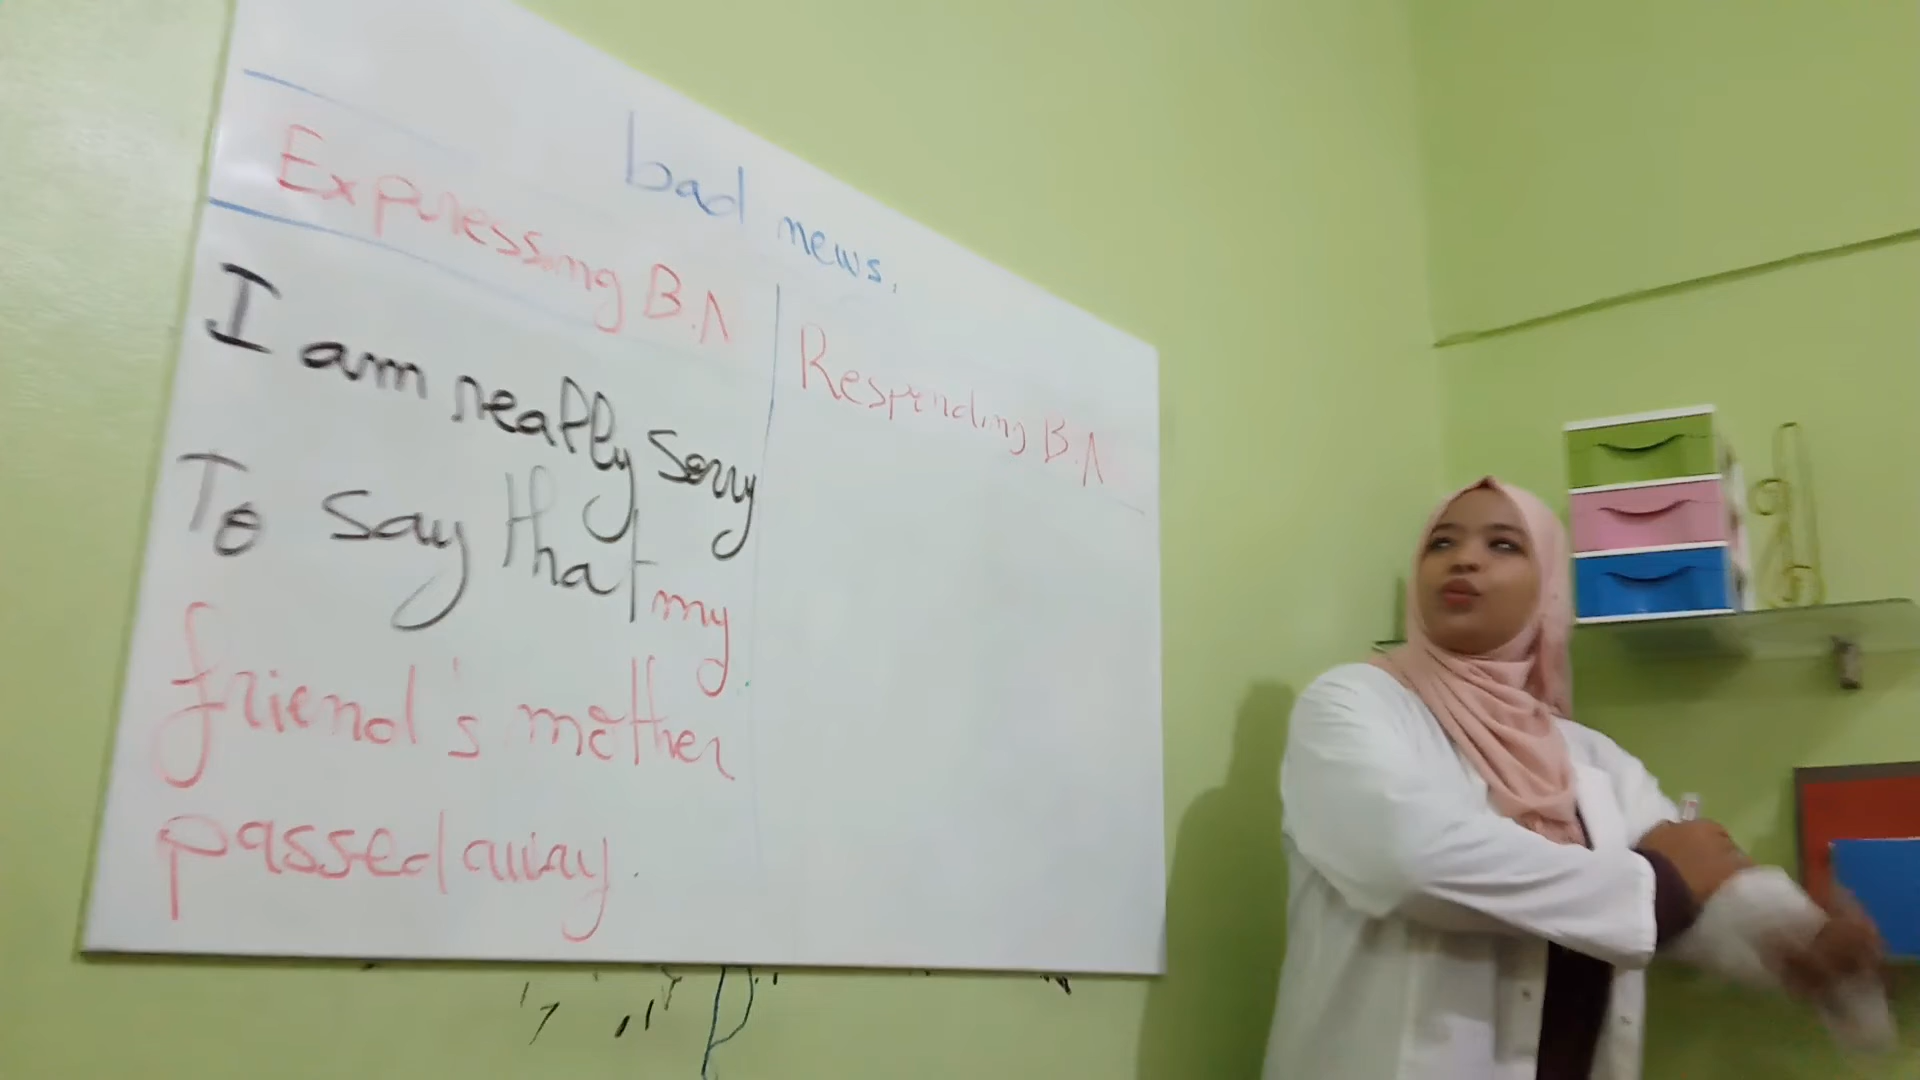 bad news.
Expressing B.N
I am really sorry
To say that my
friend's mother
passed away.
Responding B.N